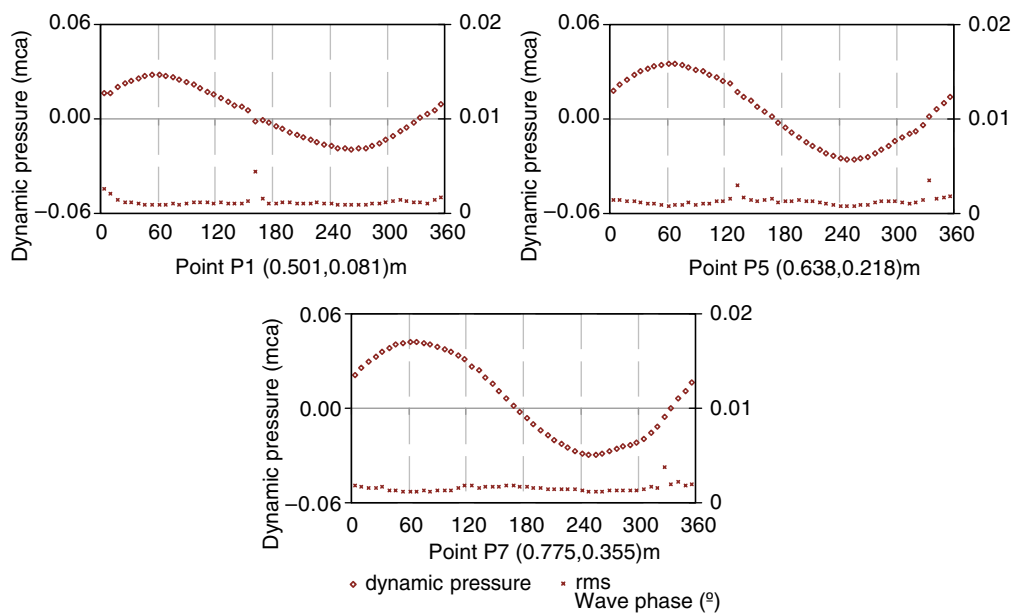 Dynamic pressure (mca)
0.06
0.00
−0.06
0.02
0.01
0
0 60 120 180 240 300 360
Point P1 (0.501,0.081)m
Dynamic pressure (mca)
0.06
0.00
−0.06
0.02
0.01
0
0 60 120 180 240 300 360
Point P5 (0.638,0.218)m
Dynamic pressure (mca)
0.06
0.00
−0.06
0.02
0.01
0
0 60 120 180 240 300 360
Point P7 (0.775,0.355)m
dynamic pressure
rms
Wave phase (º)